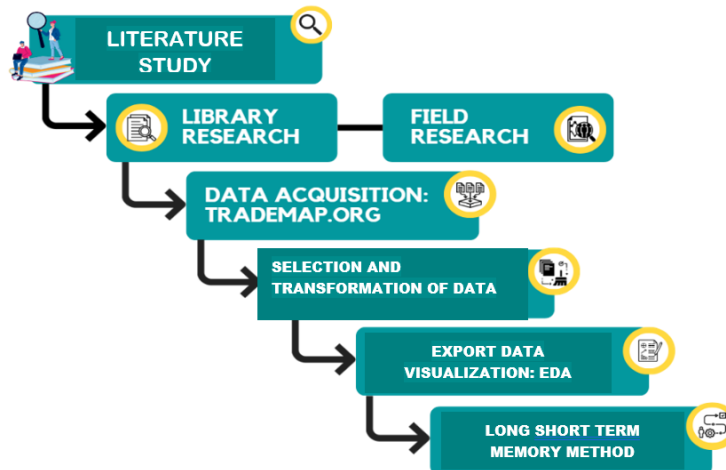 LITERATURE
STUDY
LIBRARY
RESEARCH
FIELD
RESEARCH
DATA ACQUISITION:
TRADEMAP.ORG
SELECTION AND
TRANSFORMATION OF DATA
EXPORT DATA
VISUALIZATION: EDA
LONG SHORT TERM
MEMORY METHOD